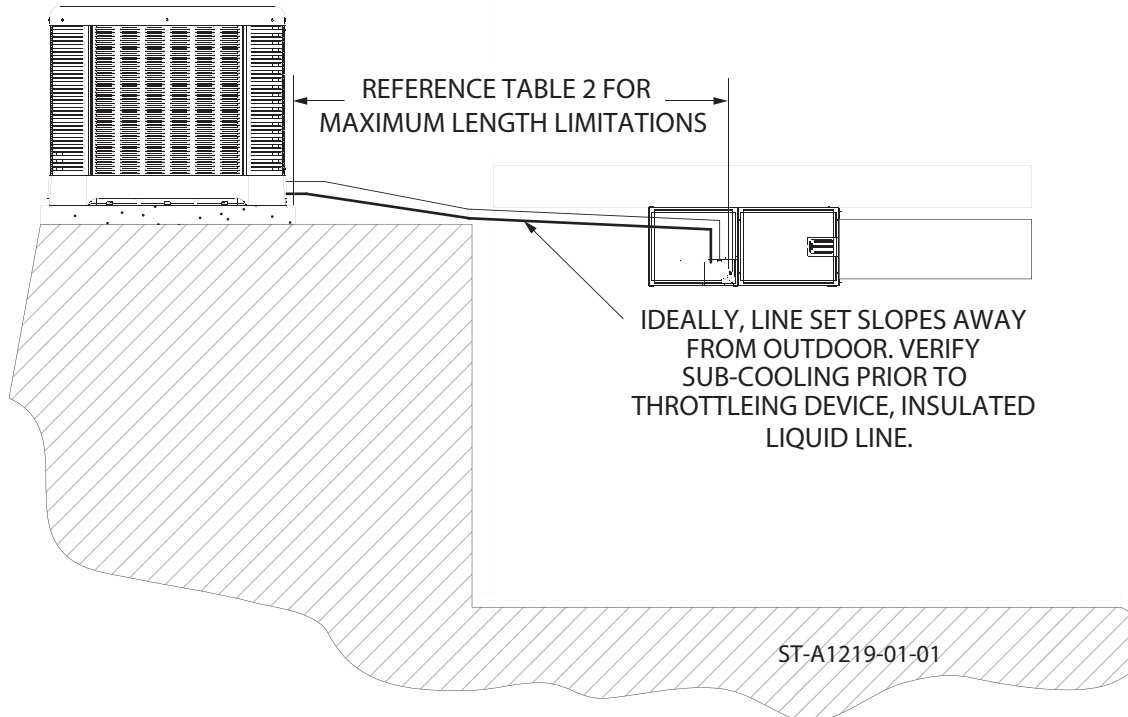 REFERENCE TABLE 2 FOR
MAXIMUM LENGTH LIMITATIONS
IDEALLY, LINE SET SLOPES AWAY
FROM OUTDOOR. VERIFY
SUB-COOLING PRIOR TO
THROTTLEING DEVICE, INSULATED
LIQUID LINE.
ST-A1219-01-01